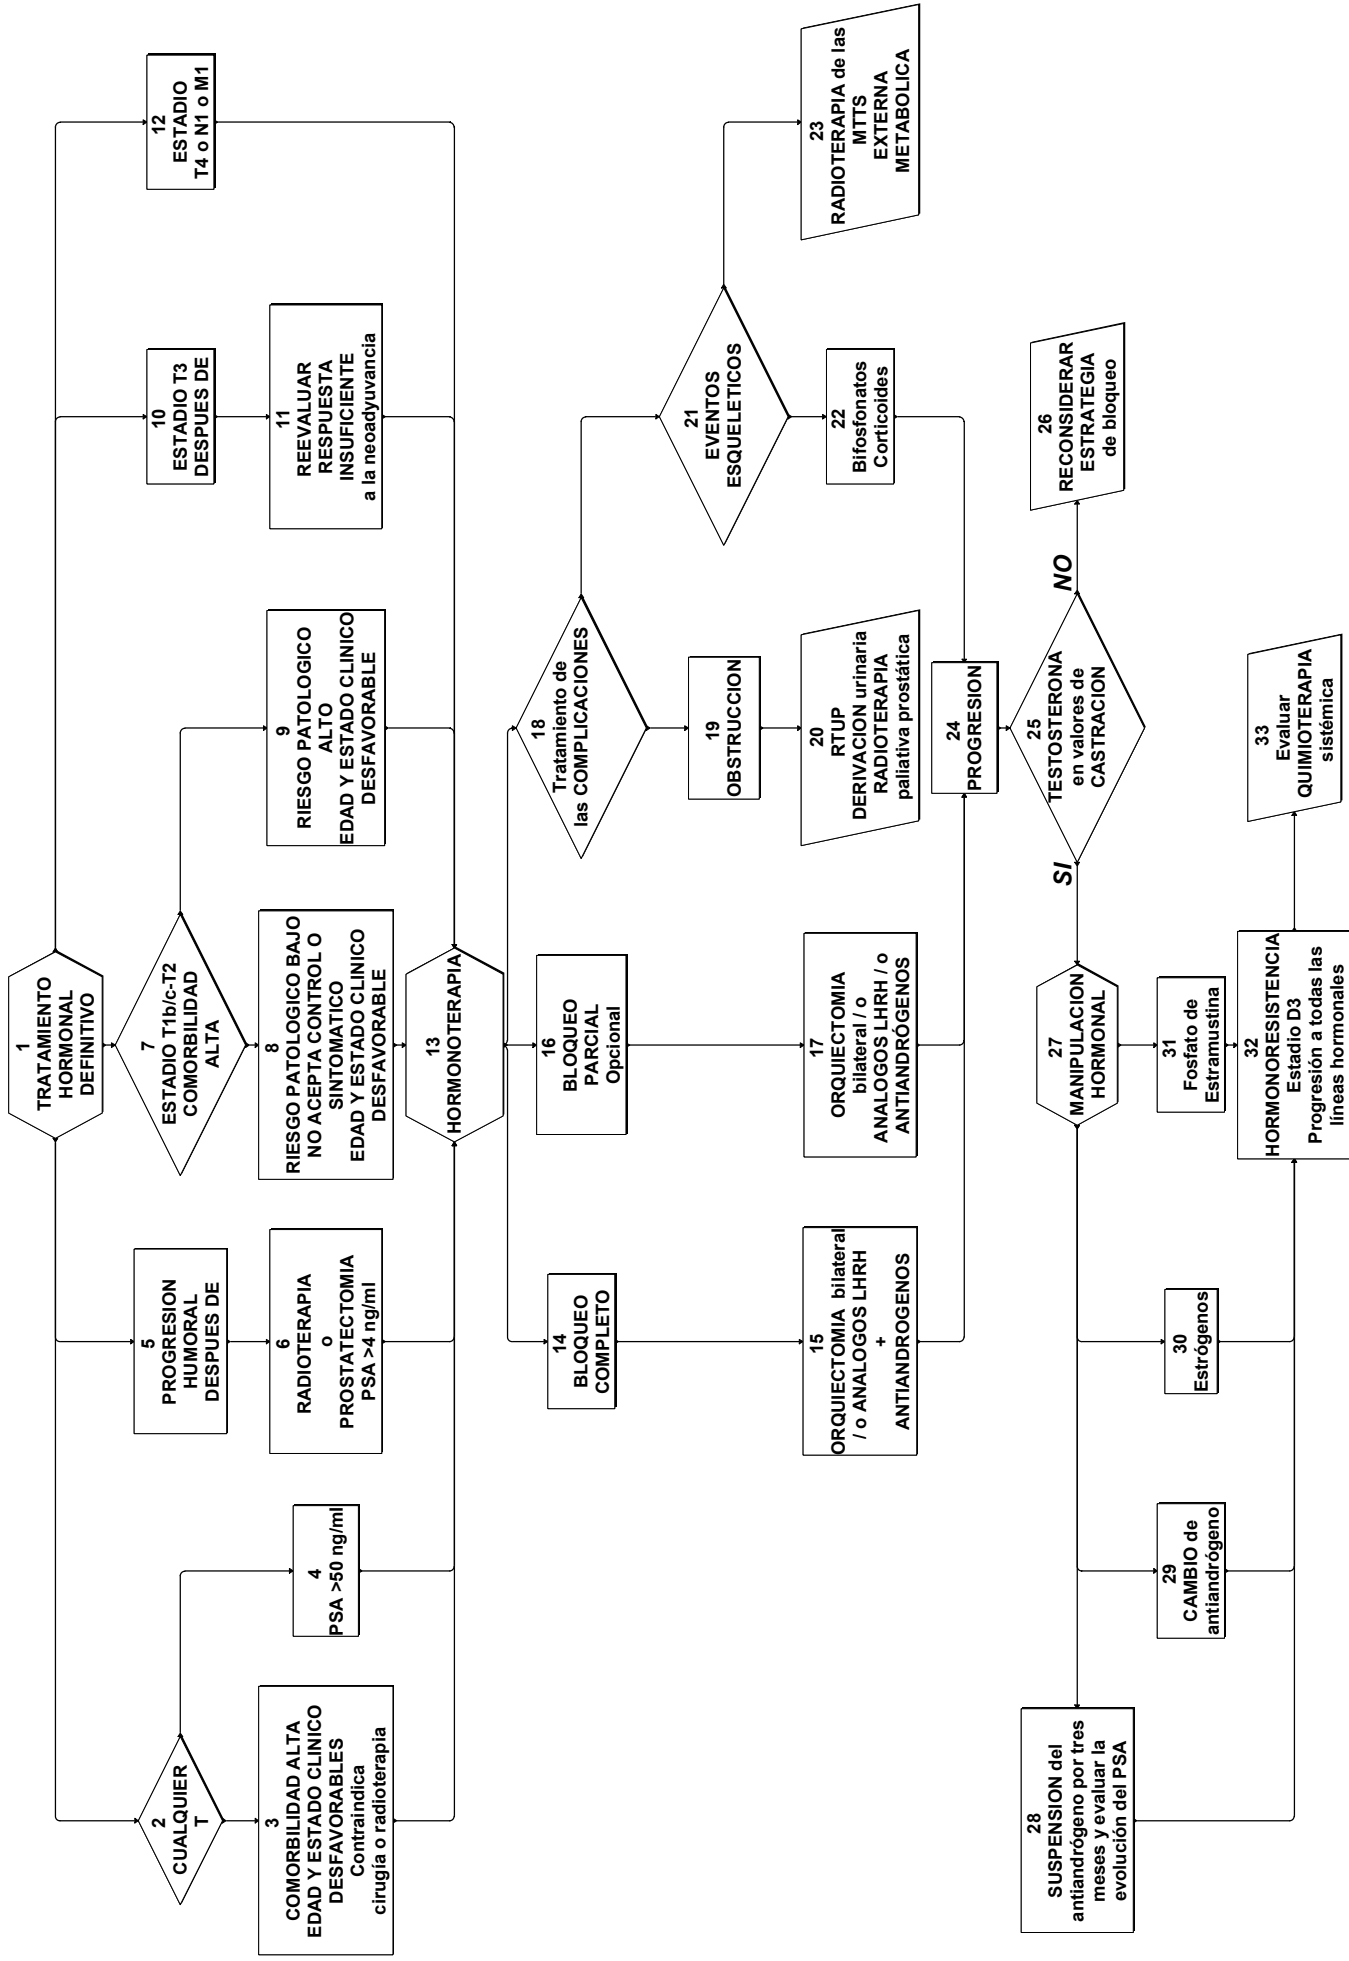 1
TRATAMIENTO
HORMONAL
DEFINITIVO
2
CUALQUIER
T
3
COMORBILIDAD ALTA
EDAD Y ESTADO CLINICO
DESFAVORABLES
Contraindica
cirugía o radioterapia
4
PSA >50 ng/ml
5
PROGRESION
HUMORAL
DESPUES DE
6
RADIOTERAPIA
o
PROSTATECTOMIA
PSA >4 ng/ml
7
ESTADIO T1b/c-T2
COMORBILIDAD
ALTA
8
RIESGO PATOLOGICO BAJO
NO ACEPTA CONTROL O
SINTOMATICO
EDAD Y ESTADO CLINICO
DESFAVORABLE
9
RIESGO PATOLOGICO
ALTO
EDAD Y ESTADO CLINICO
DESFAVORABLE
10
ESTADIO T3
DESPUES DE
11
REEVALUAR
RESPUESTA
INSUFICIENTE
a la neoadyuvancia
12
ESTADIO
T4 o N1 o M1
13
HORMONOTERAPIA
14
BLOQUEO
COMPLETO
15
ORQUIECTOMIA bilateral
/ o ANALOGOS LHRH
+
ANTIANDROGENOS
16
BLOQUEO
PARCIAL
Opcional
17
ORQUIECTOMIA
bilateral / o
ANALOGOS LHRH / o
ANTIANDRÓGENOS
18
Tratamiento de
las COMPLICACIONES
19
OBSTRUCCION
20
RTUP
DERIVACION urinaria
RADIOTERAPIA
paliativa prostática
21
EVENTOS
ESQUELETICOS
22
Bifosfonatos
Corticoides
23
RADIOTERAPIA de las
MTTS
EXTERNA
METABOLICA
24
PROGRESION
25
TESTOSTERONA
en valores de
CASTRACION
SI
NO
26
RECONSIDERAR
ESTRATEGIA
de bloqueo
27
MANIPULACION
HORMONAL
28
SUSPENSION del
antiandrógeno por tres
meses y evaluar la
evolución del PSA
29
CAMBIO de
antiandrógeno
30
Estrógenos
31
Fosfato de
Estramustina
32
HORMONORESISTENCIA
Estadio D3
Progresión a todas las
líneas hormonales
33
Evaluar
QUIMIOTERAPIA
sistémica